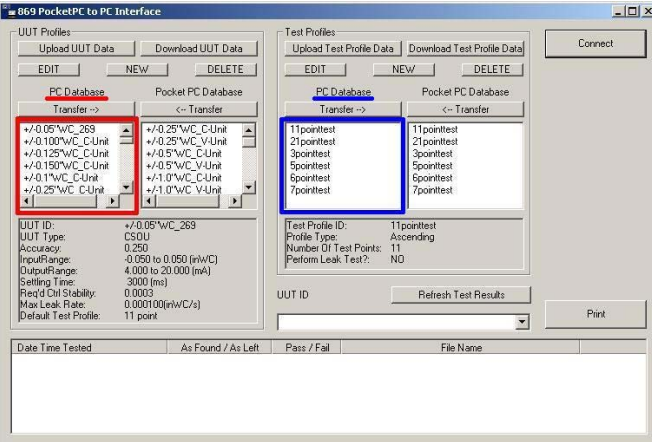 869 PocketPC to PC Interface
UUT Profiles
Upload UUT Data
Download UUT Data
EDIT
NEW
DELETE
PC Database
Pocket PC Database
Transfer -->
<-- Transfer
+/-0.05"WC_269
+/-0.100"WC_C-Unit
+/-0.125"WC_C-Unit
+/-0.150"WC_C-Unit
+/-0.1"WC_C-Unit
+/-0.25"WC_C-Unit
+/-0.25"WC_C-Unit
+/-0.25"WC_V-Unit
+/-0.5"WC_C-Unit
+/-0.5"WC_V-Unit
+/-1.0"WC_C-Unit
+/-1.0"WC_V-Unit
UUT ID: +/-0.05"WC_269
UUT Type: CSOU
Accuracy: 0.250
InputRange: -0.050 to 0.050 (inWC)
OutputRange: 4.000 to 20.000 (mA)
Settling Time: 3000 (ms)
Req'd Ctrl Stability: 0.0003
Max Leak Rate: 0.000100(inWC/s)
Default Test Profile: 11 point
Test Profiles
Upload Test Profile Data
Download Test Profile Data
EDIT
NEW
DELETE
PC Database
Pocket PC Database
Transfer -->
<-- Transfer
11pointtest
21pointtest
3pointtest
5pointtest
6pointtest
7pointtest
11pointtest
21pointtest
3pointtest
5pointtest
6pointtest
7pointtest
Test Profile ID: 11pointtest
Profile Type: Ascending
Number Of Test Points: 11
Perform Leak Test?: NO
Connect
UUT ID
Refresh Test Results
Print
Date Time Tested
As Found / As Left
Pass / Fail
File Name